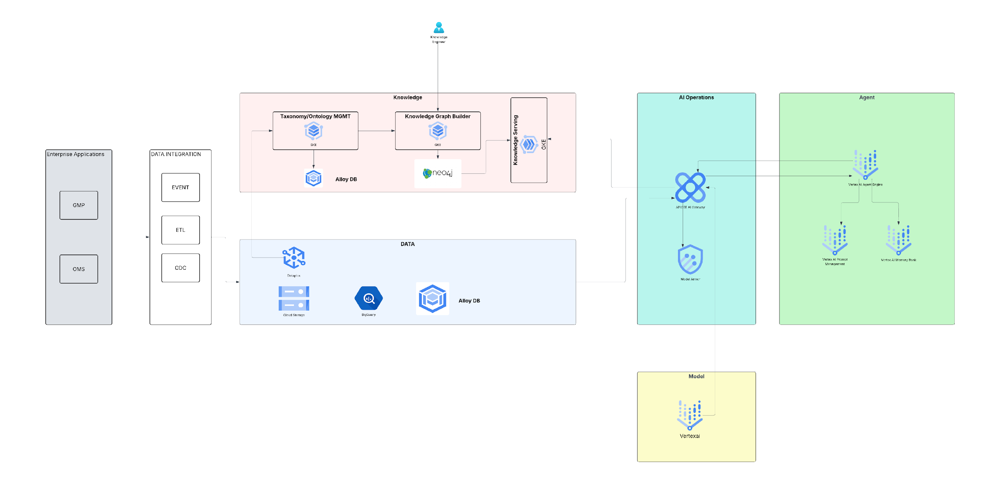 Knowledge
Engineer
Knowledge
Taxonomy/Ontology MGMT
GKE
Alloy DB
Knowledge Graph Builder
GKE
neo4j
Knowledge Serving
GKE
AI Operations
APIGEE AI Gateway
Model Armor
Agent
Vertex AI Agent Engine
Vertex AI Prompt
Management
Vertex AI Memory Bank
Enterprise Applications
GMP
OMS
DATA INTEGRATION
EVENT
ETL
CDC
DATA
Dataplex
Cloud Storage
BigQuery
Alloy DB
Model
Vertexai